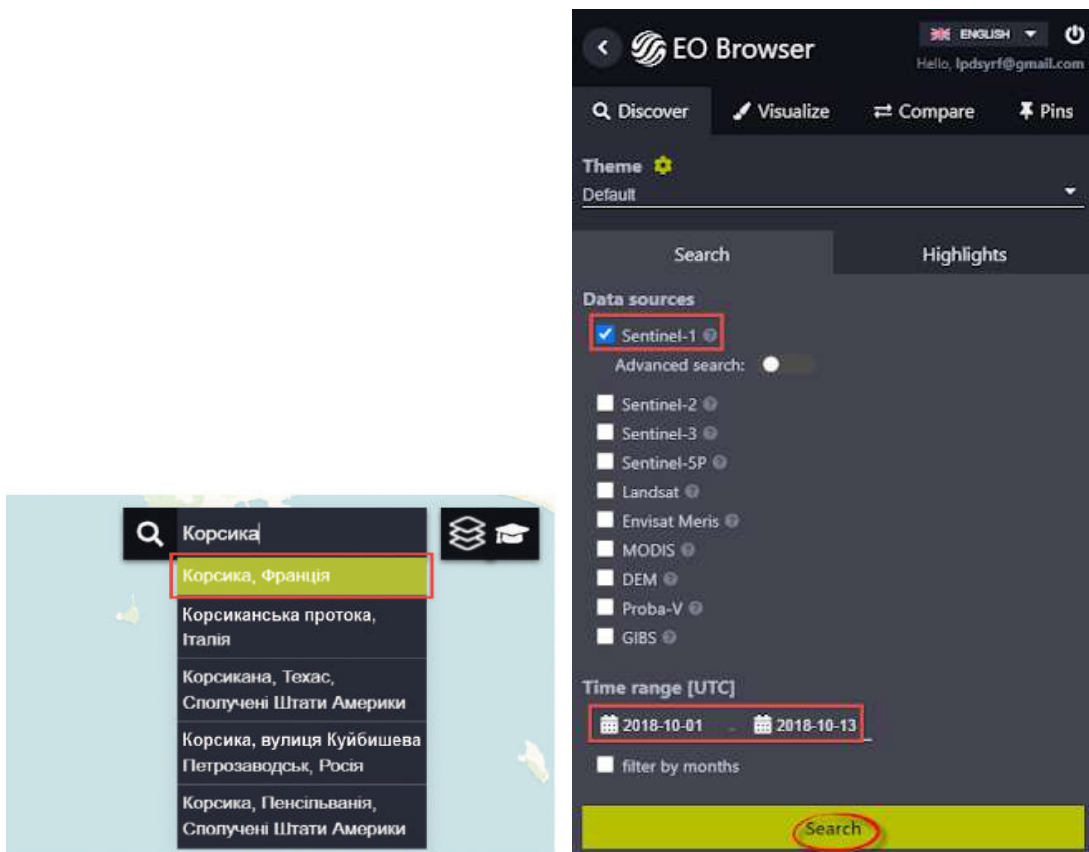 Корсика
Корсика, Франція
Корсиканська протока,
Італія
Корсикана, Техас,
Сполучені Штати Америки
Корсика, вулиця Куйбишева
Петрозаводськ, Росія
Корсика, Пенсільванія,
Сполучені Штати Америки
EO Browser
ENGLISH
Hello, lpdsyrf@gmail.com
Discover Visualize Compare Pins
Theme
Default
Search Highlights
Data sources
Sentinel-1
Advanced search:
Sentinel-2
Sentinel-3
Sentinel-5P
Landsat
Envisat Meris
MODIS
DEM
Proba-V
GIBS
Time range [UTC]
2018-10-01 - 2018-10-13
filter by months
Search